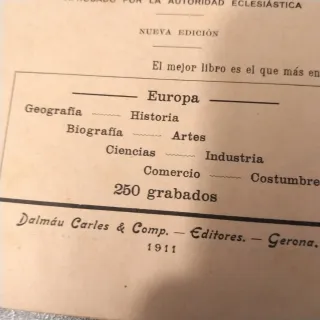 POR LA AUTORIDAD ECLESIÁSTICA
NUEVA EDICIÓN
El mejor libro es el que más en
Europa
Geografía Historia
Biografía Artes
Ciencias Industria
Comercio Costumbre
250 grabados
Dalmáu Carles & Comp. — Editores. — Gerona.
1911